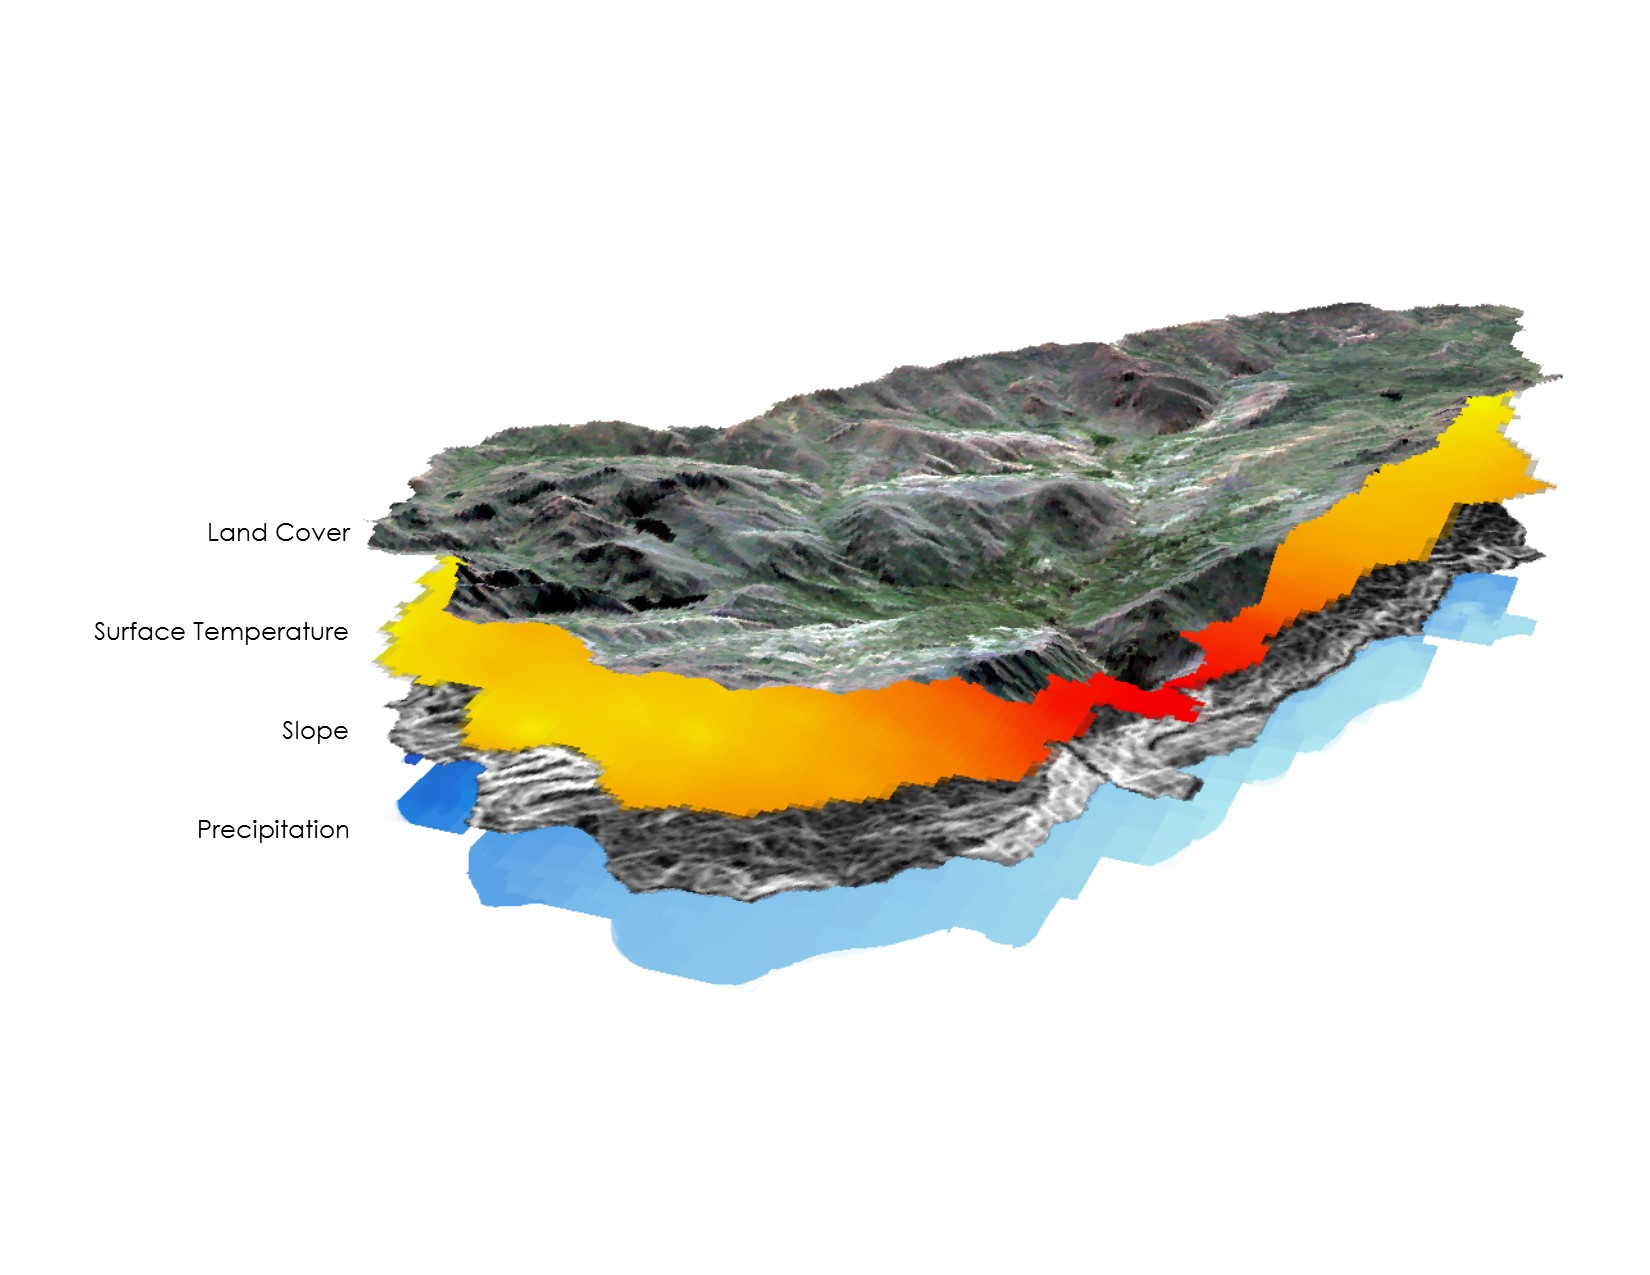 Land Cover
Surface Temperature
Slope
Precipitation